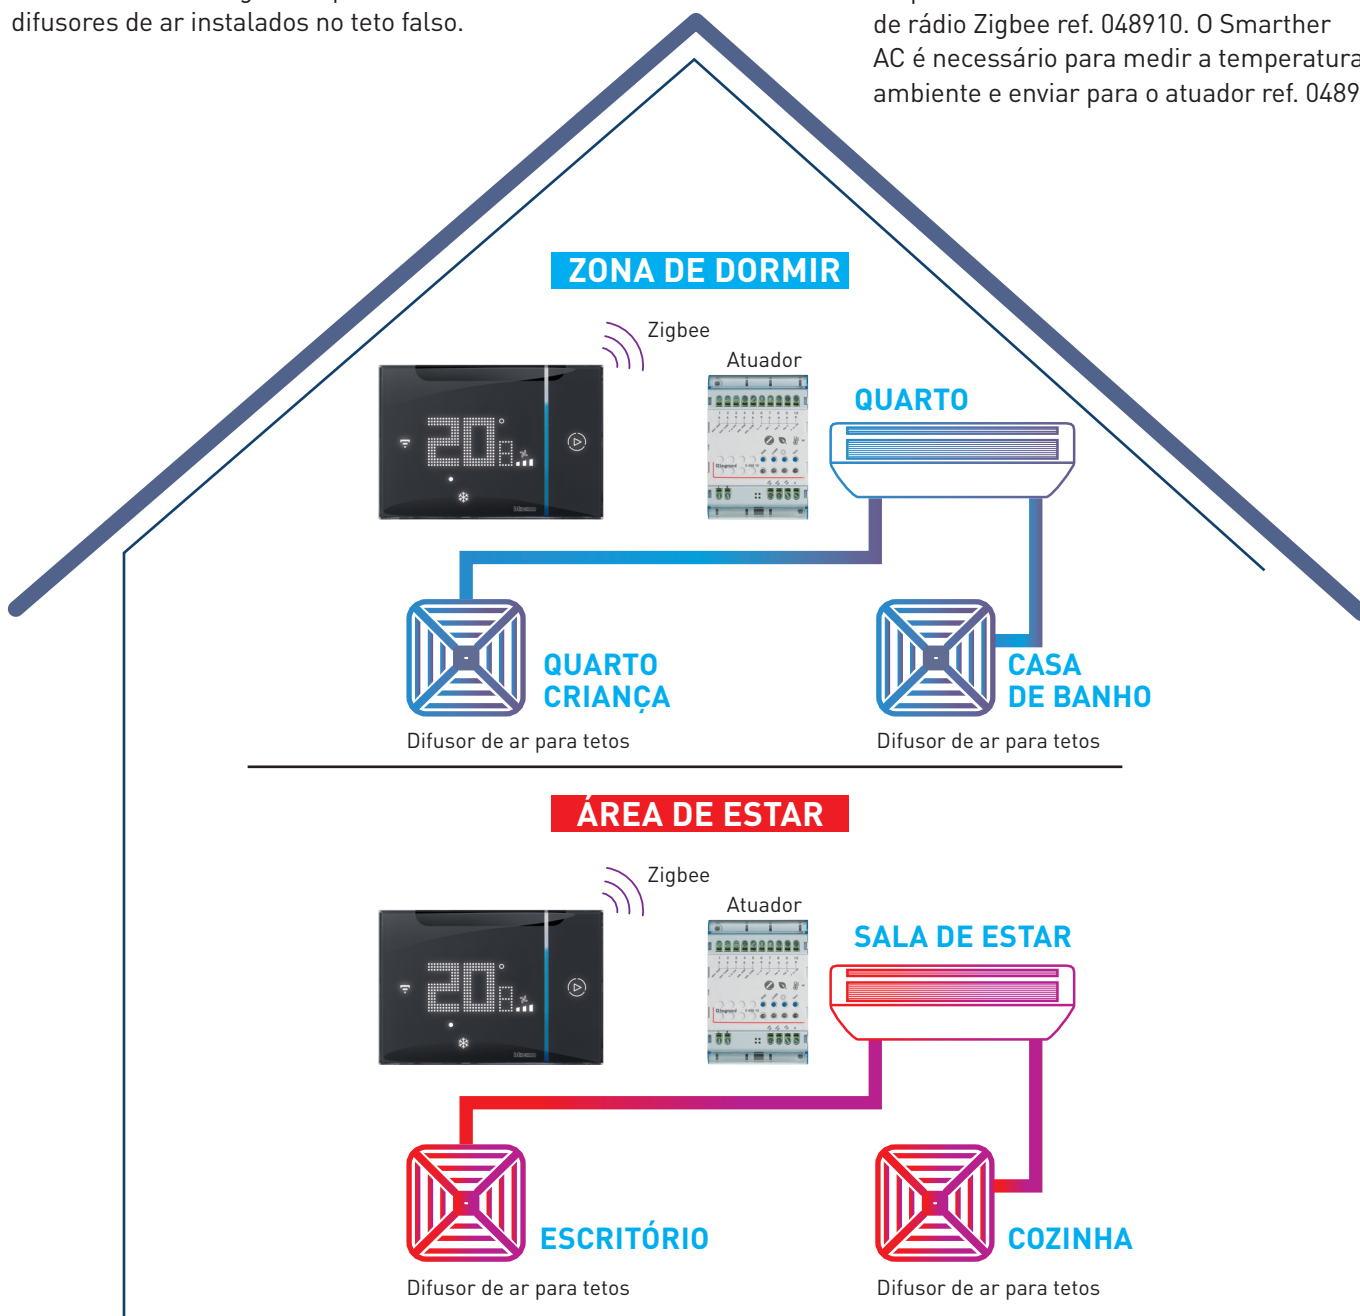 difusores de ar instalados no teto falso.
de rádio Zigbee ref. 048910. O Smarther
AC é necessário para medir a temperatura
ambiente e enviar para o atuador ref. 0489
ZONA DE DORMIR
Zigbee
Atuador
QUARTO
20
QUARTO
CRIANÇA
CASA
DE BANHO
Difusor de ar para tetos
Difusor de ar para tetos
ÁREA DE ESTAR
Zigbee
Atuador
SALA DE ESTAR
20
ESCRITÓRIO
COZINHA
Difusor de ar para tetos
Difusor de ar para tetos